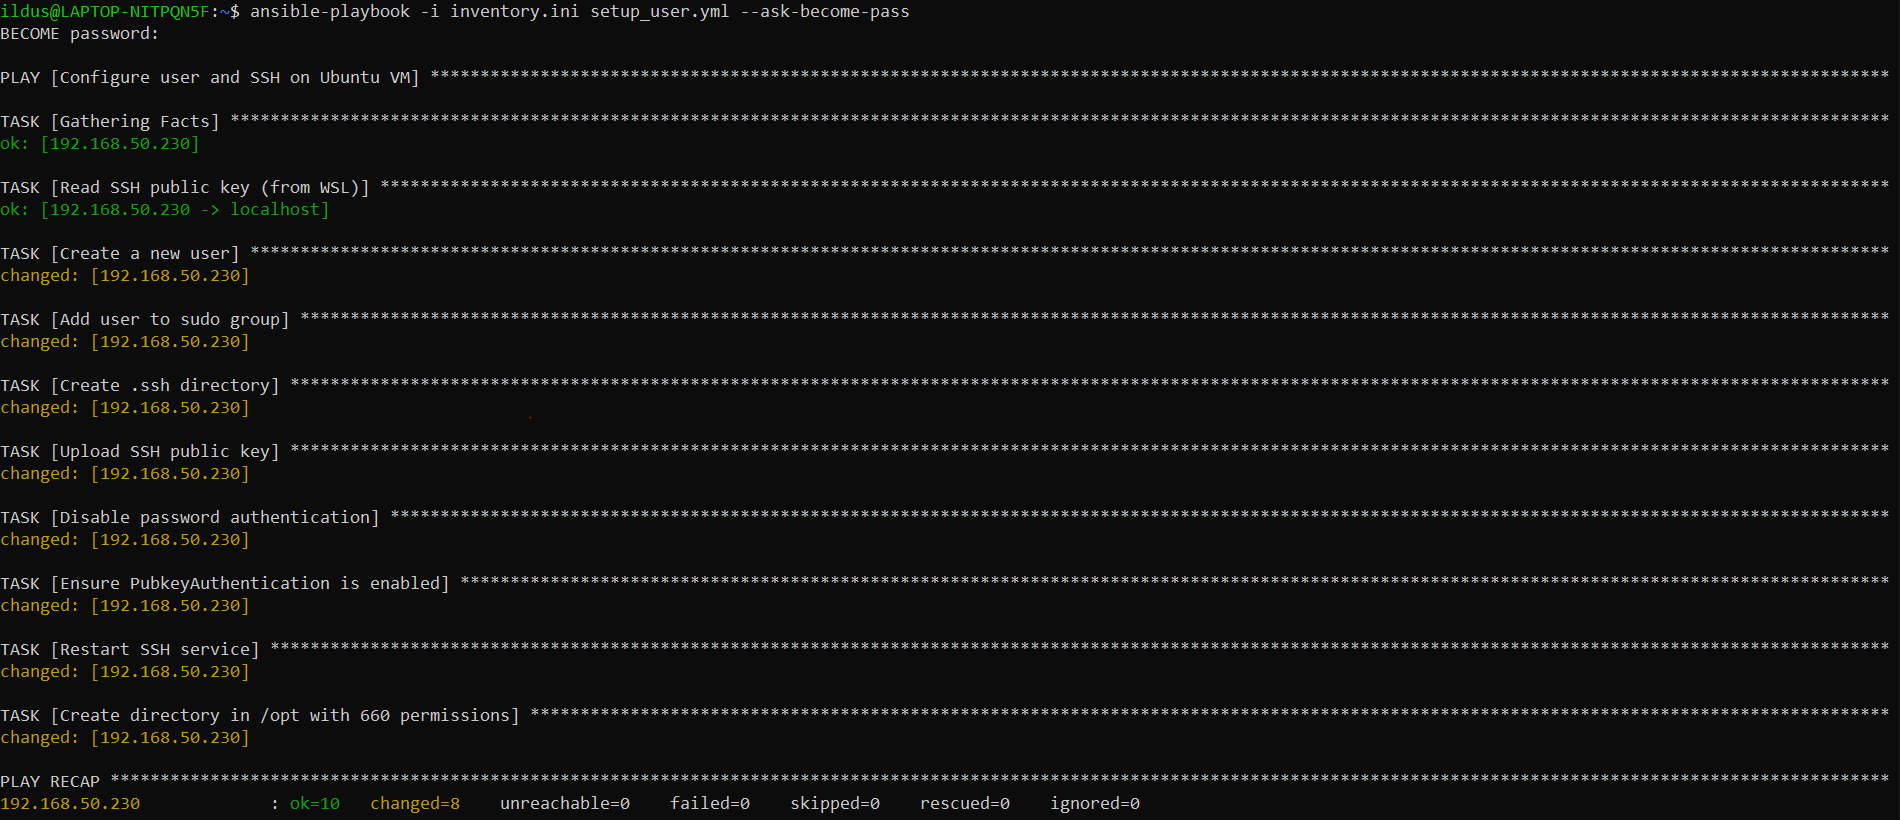 ildus@LAPTOP-NITPQN5F:~$ ansible-playbook -i inventory.ini setup_user.yml --ask-become-pass
BECOME password:
PLAY [Configure user and SSH on Ubuntu VM] **************************************************************************************************************************************************
TASK [Gathering Facts] **********************************************************************************************************************************************************************
ok: [192.168.50.230]
TASK [Read SSH public key (from WSL)] *******************************************************************************************************************************************************
ok: [192.168.50.230 -> localhost]
TASK [Create a new user] ********************************************************************************************************************************************************************
changed: [192.168.50.230]
TASK [Add user to sudo group] ***************************************************************************************************************************************************************
changed: [192.168.50.230]
TASK [Create .ssh directory] ****************************************************************************************************************************************************************
changed: [192.168.50.230]
TASK [Upload SSH public key] ****************************************************************************************************************************************************************
changed: [192.168.50.230]
TASK [Disable password authentication] ******************************************************************************************************************************************************
changed: [192.168.50.230]
TASK [Ensure PubkeyAuthentication is enabled] ***********************************************************************************************************************************************
changed: [192.168.50.230]
TASK [Restart SSH service] ******************************************************************************************************************************************************************
changed: [192.168.50.230]
TASK [Create directory in /opt with 660 permissions] ****************************************************************************************************************************************
changed: [192.168.50.230]
PLAY RECAP **********************************************************************************************************************************************************************************
192.168.50.230             : ok=10   changed=8    unreachable=0    failed=0    skipped=0    rescued=0    ignored=0